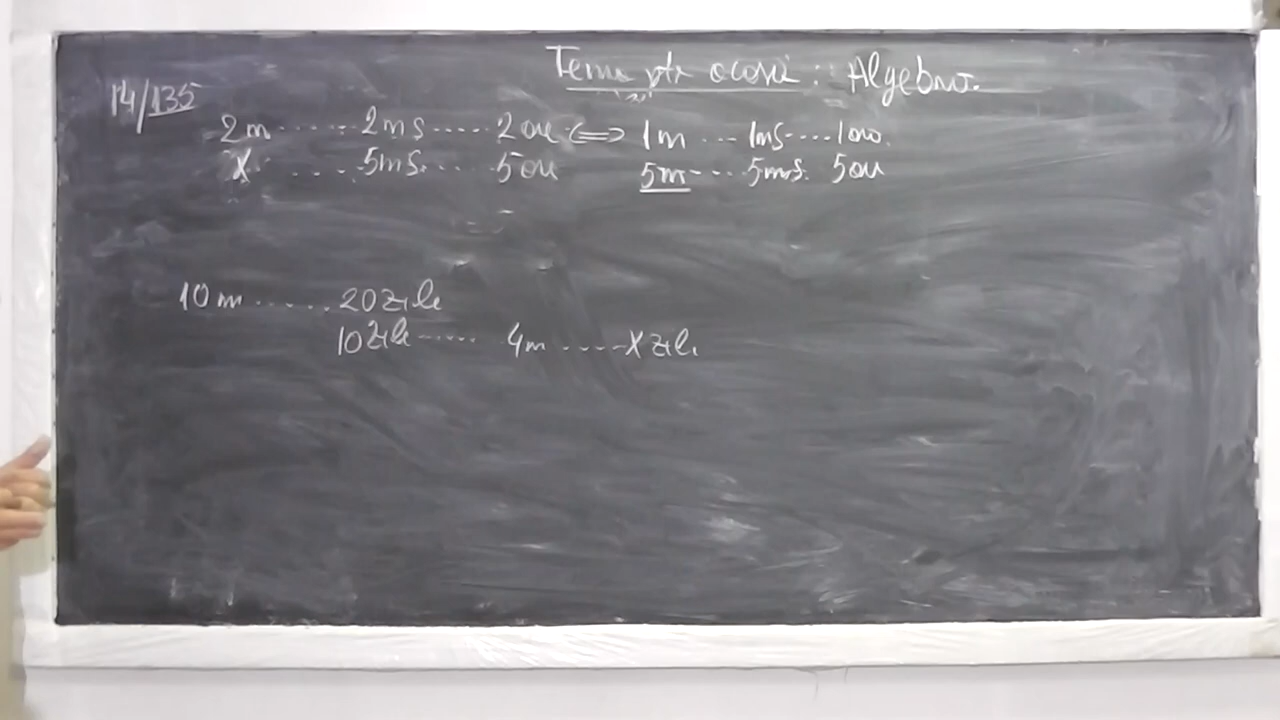 Tema ptr acasă: Algebra.
14/135
2m ...... 2ms ..... 2ou <=> 1m ... 1ms .... 1ou.
X ..... 5ms .... 5ou 5m .... 5ms. 5ou
10m ...... 20zile
10zile ...... 4m ..... X zile.